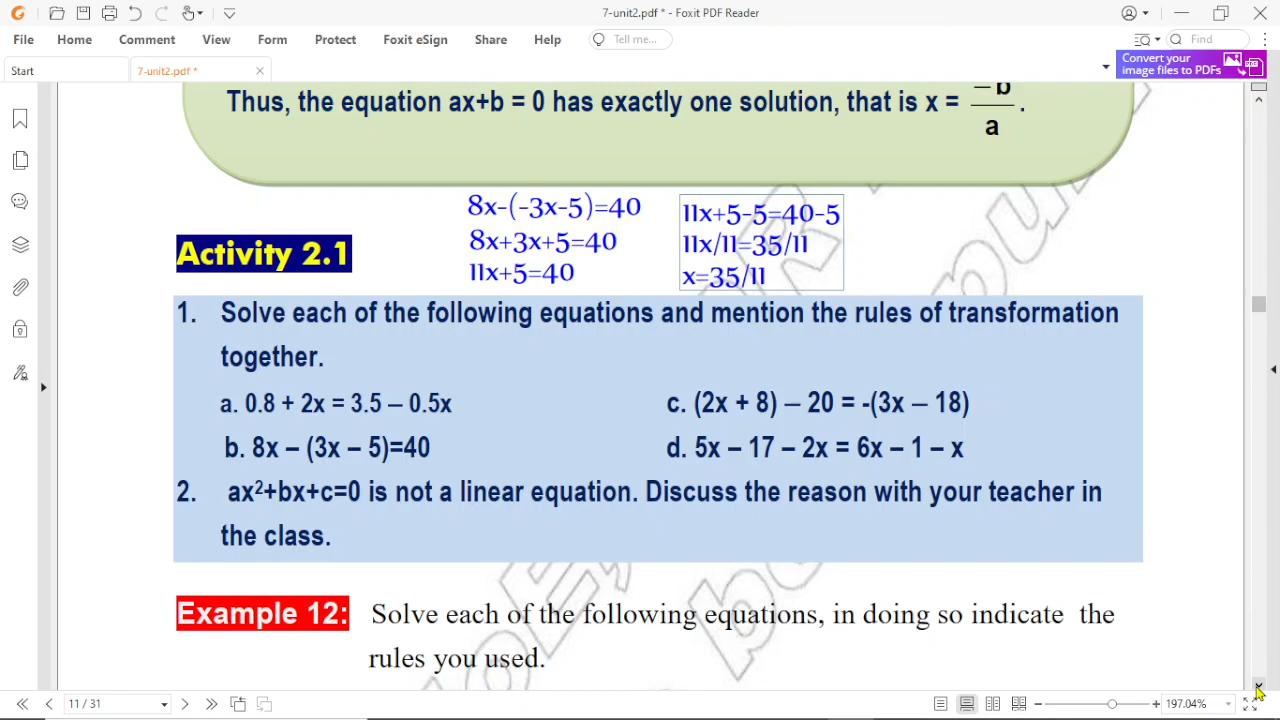 7-unit2.pdf * - Foxit PDF Reader
File Home Comment View Form Protect Foxit eSign Share Help Tell me... Find
Start 7-unit2.pdf * Convert your image files to PDFs
Thus, the equation ax+b = 0 has exactly one solution, that is x = −b/a .
8x-(-3x-5)=40
8x+3x+5=40
11x+5=40
11x+5-5=40-5
11x/11=35/11
x=35/11
Activity 2.1
1. Solve each of the following equations and mention the rules of transformation
together.
a. 0.8 + 2x = 3.5 – 0.5x
c. (2x + 8) – 20 = -(3x – 18)
b. 8x – (3x – 5)=40
d. 5x – 17 – 2x = 6x – 1 – x
2. ax²+bx+c=0 is not a linear equation. Discuss the reason with your teacher in
the class.
Example 12: Solve each of the following equations, in doing so indicate the
rules you used.
11 / 31 197.04%